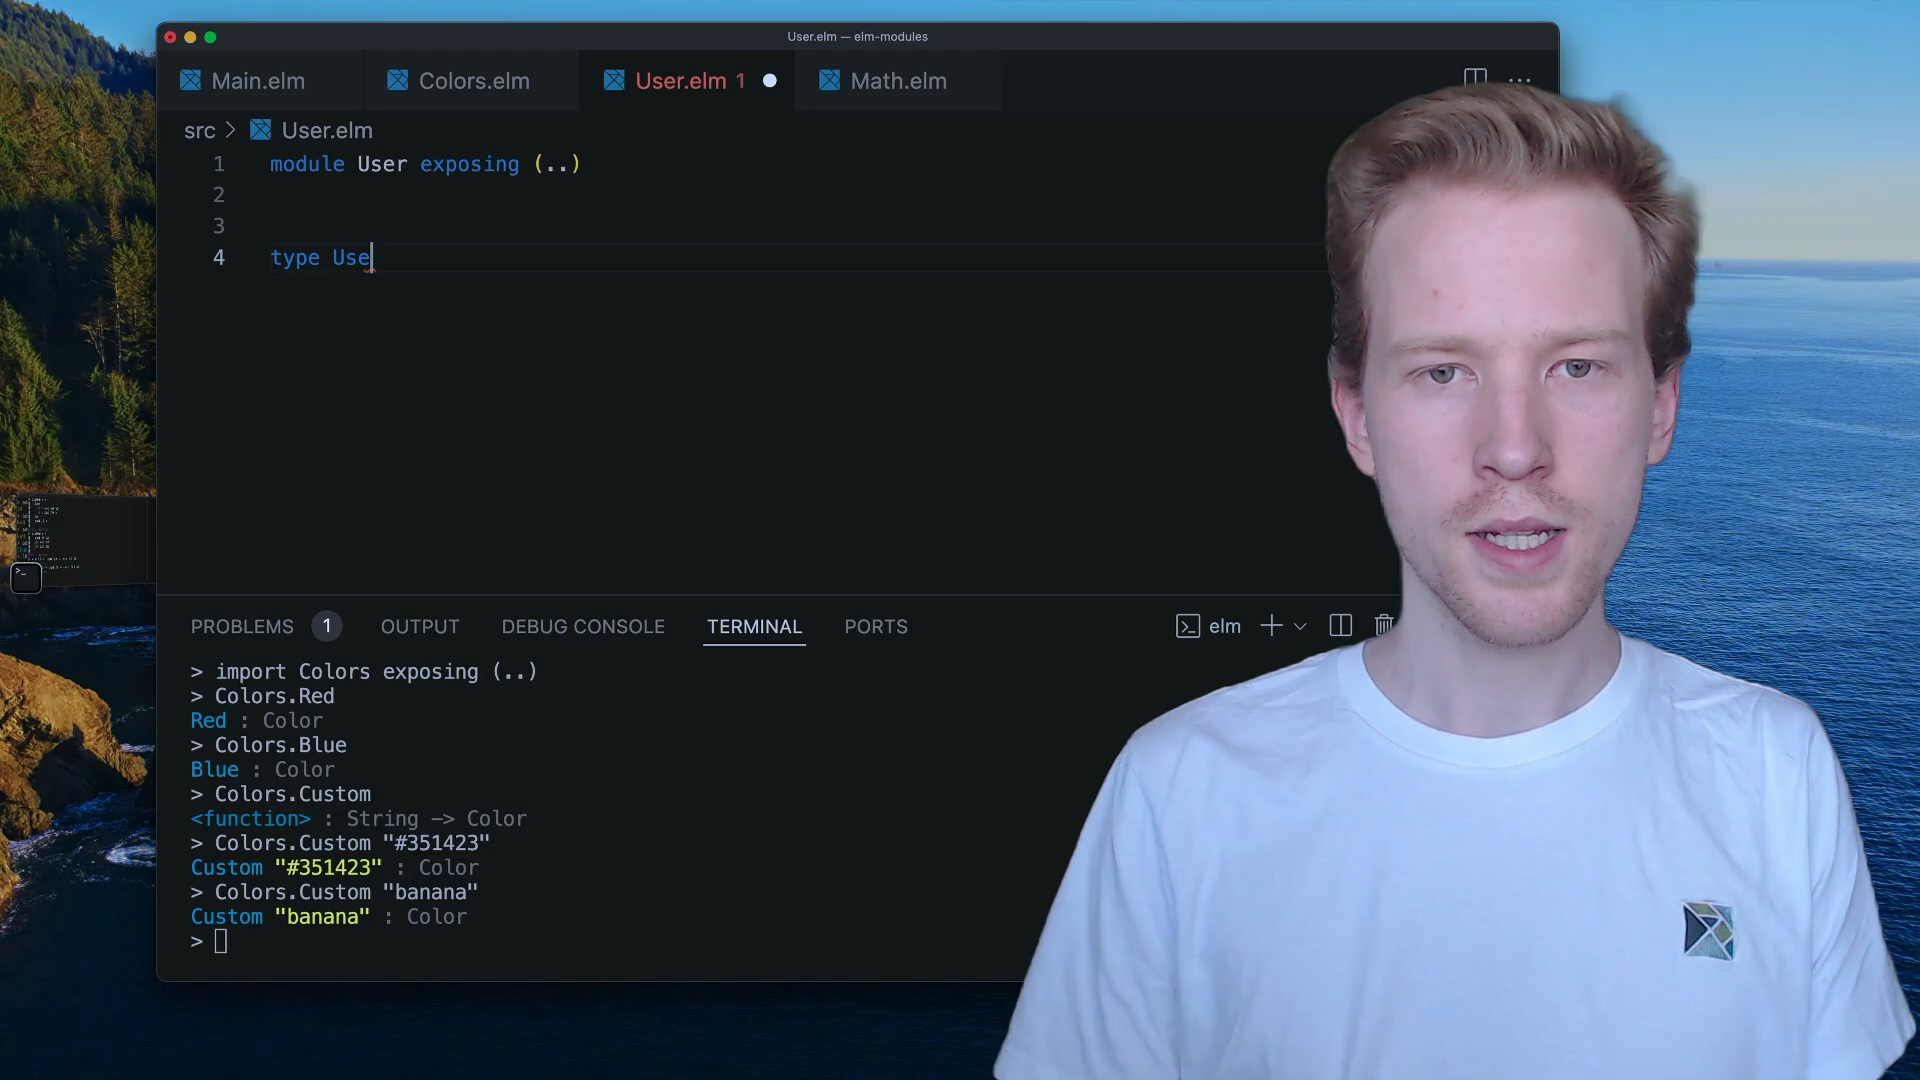 User.elm — elm-modules
Main.elm
Colors.elm
User.elm 1
Math.elm
src > User.elm
1 module User exposing (..)
2
3
4 type Use
PROBLEMS 1 OUTPUT DEBUG CONSOLE TERMINAL PORTS
elm
> import Colors exposing (..)
> Colors.Red
Red : Color
> Colors.Blue
Blue : Color
> Colors.Custom
<function> : String -> Color
> Colors.Custom "#351423"
Custom "#351423" : Color
> Colors.Custom "banana"
Custom "banana" : Color
>